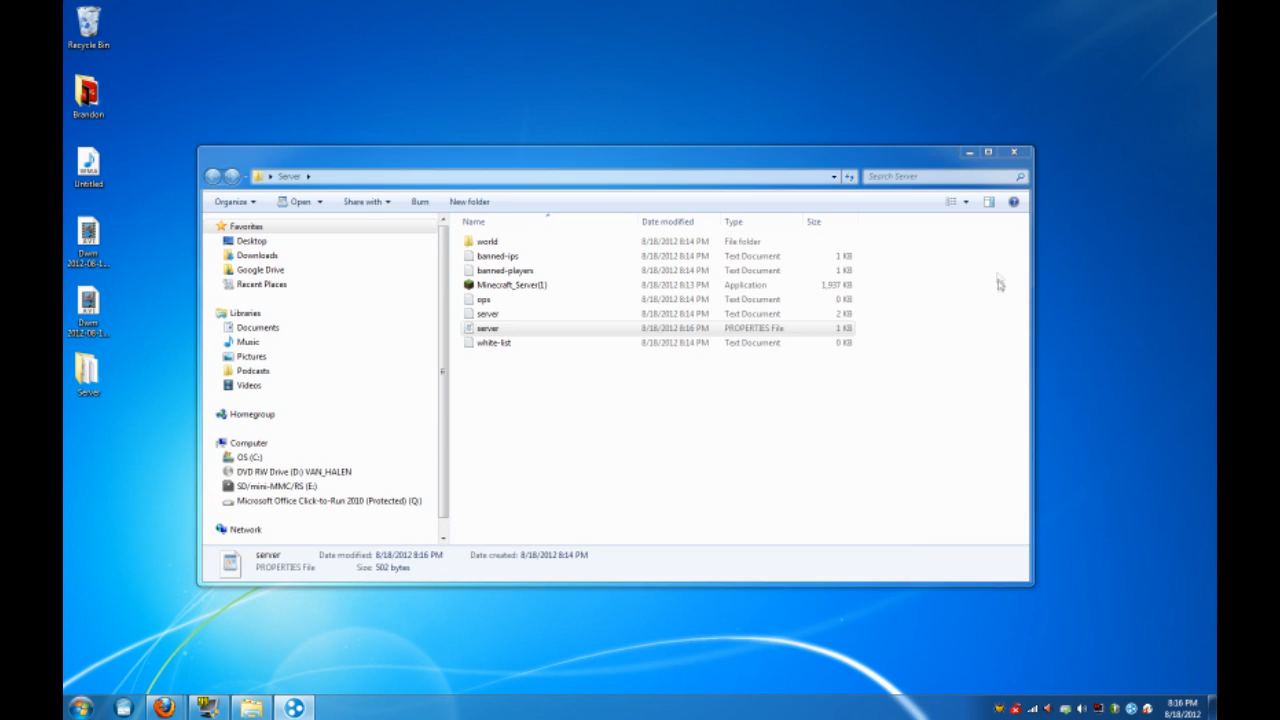 Recycle Bin
Brandon
WMA
Untitled
AVI
Dwm
2012-08-1...
AVI
Dwm
2012-08-1...
Server
Server
Search Server
Organize Open Share with Burn New folder
Name Date modified Type Size
Favorites
Desktop
Downloads
Google Drive
Recent Places
Libraries
Documents
Music
Pictures
Podcasts
Videos
Homegroup
Computer
OS (C:)
DVD RW Drive (D:) VAN_HALEN
SD/mini-MMC/RS (E:)
Microsoft Office Click-to-Run 2010 (Protected) (Q:)
Network
world 8/18/2012 8:14 PM File folder
banned-ips 8/18/2012 8:14 PM Text Document 1 KB
banned-players 8/18/2012 8:14 PM Text Document 1 KB
Minecraft_Server(1) 8/18/2012 8:13 PM Application 1,937 KB
ops 8/18/2012 8:14 PM Text Document 0 KB
server 8/18/2012 8:14 PM Text Document 2 KB
server 8/18/2012 8:16 PM PROPERTIES File 1 KB
white-list 8/18/2012 8:14 PM Text Document 0 KB
server Date modified: 8/18/2012 8:16 PM Date created: 8/18/2012 8:14 PM
PROPERTIES File Size: 502 bytes
8:16 PM
8/18/2012